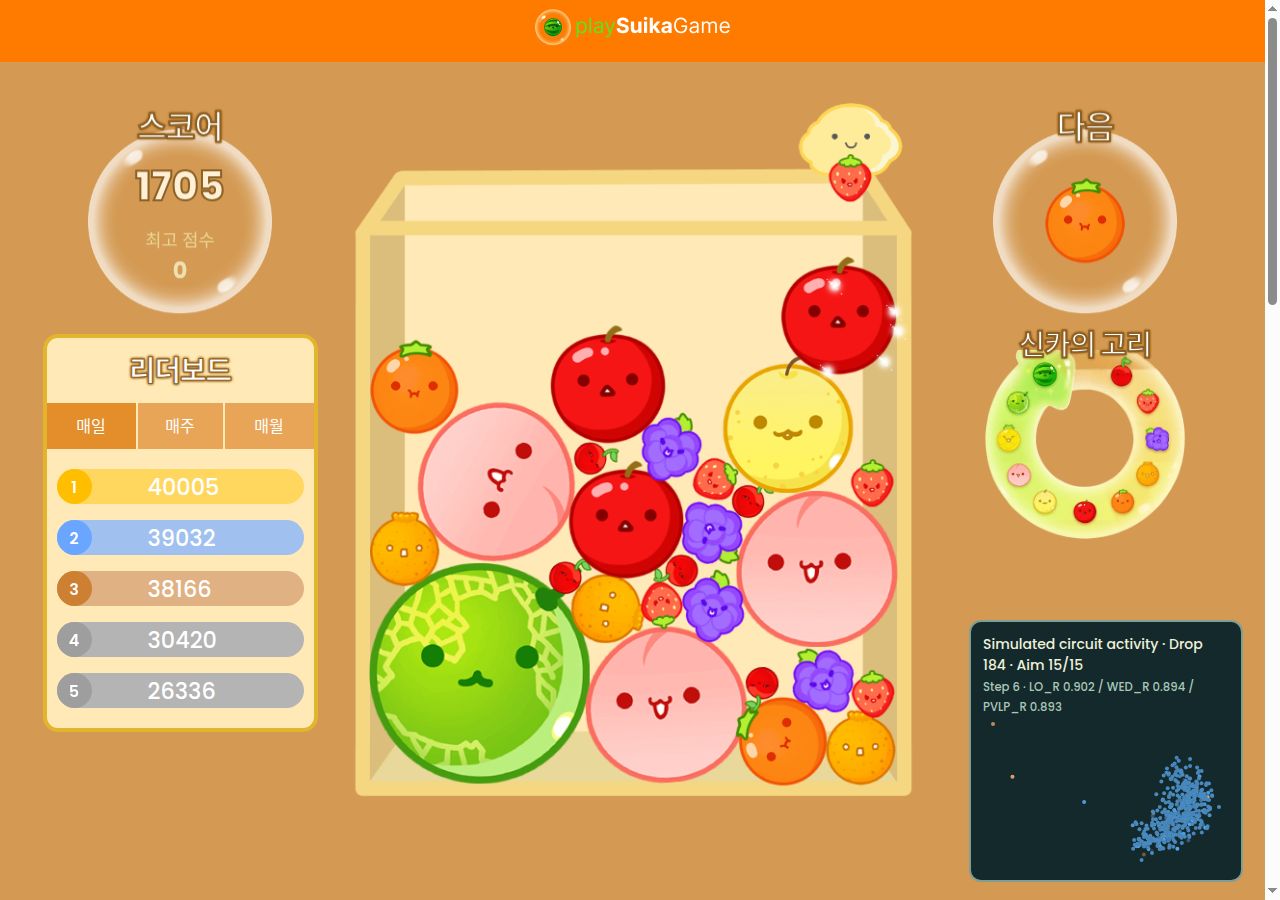 playSuikaGame
스코어
1705
최고 점수
0
리더보드
매일 매주 매월
1 40005
2 39032
3 38166
4 30420
5 26336
다음
신카의 고리
Simulated circuit activity · Drop
184 · Aim 15/15
Step 6 · LO_R 0.902 / WED_R 0.894 /
PVLP_R 0.893